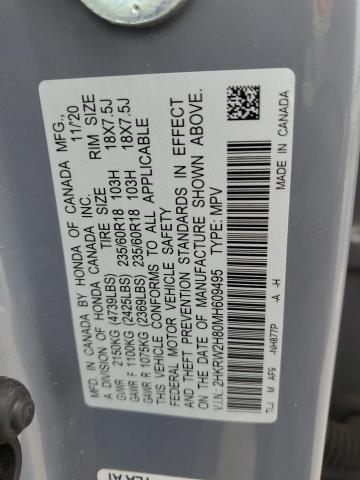 MFD. IN CANADA BY HONDA OF CANADA MFG.,
A DIVISION OF HONDA CANADA INC. 11/20
TIRE SIZE RIM SIZE
GVWR 2150KG (4739LBS)
GAWR F 1100KG (2425LBS) 235/60R18 103H 18X7.5J
GAWR R 1075KG (2369LBS) 235/60R18 103H 18X7.5J
THIS VEHICLE CONFORMS TO ALL APPLICABLE
FEDERAL MOTOR VEHICLE SAFETY
AND THEFT PREVENTION STANDARDS IN EFFECT
ON THE DATE OF MANUFACTURE SHOWN ABOVE.
V.I.N.: 2HKRW2H80MH609495 TYPE: MPV
TLJ M AF9 -NH877P -A -H
MADE IN CANADA